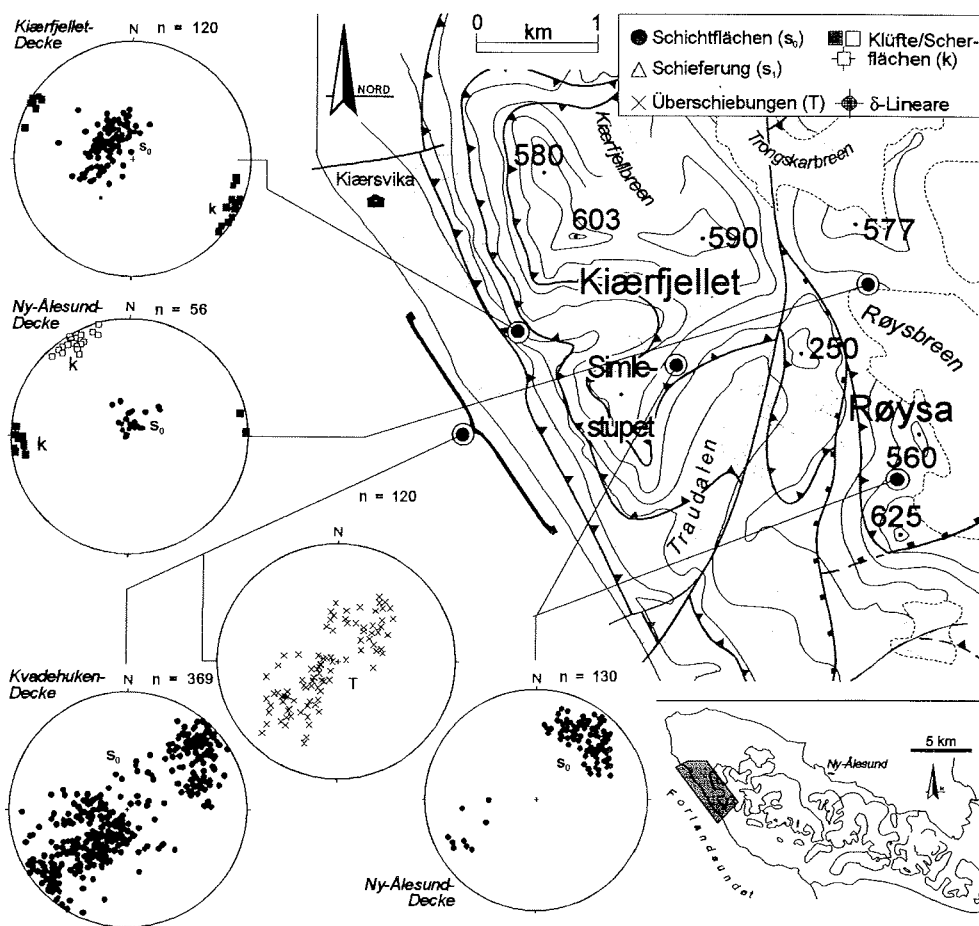 Kiærfjellet-
Decke
N
n = 120
s₀
k
Ny-Ålesund-
Decke
N
n = 56
k
s₀
k
n = 120
N
T
Kvadehuken-
Decke
N
n = 369
s₀
N
n = 130
s₀
Ny-Ålesund-
Decke
0
1
km
NORD
Kiærsvika
Schichtflächen (s₀)
Schieferung (s₁)
Überschiebungen (T)
Klüfte/Scher-
flächen (k)
δ-Lineare
Kiærfjellbreen
Trongskarbreen
580
603
590
577
Kiærfjellet
Røysbreen
250
Simle-
stupet
Røysa
Traudalen
560
625
5 km
Ny-Ålesund
Forlandsundet